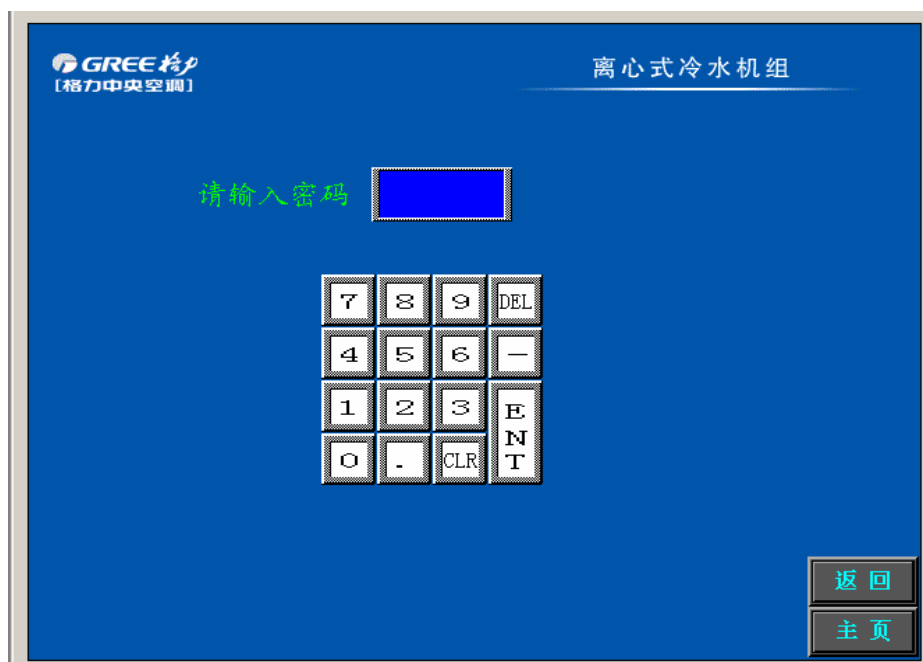 GREE格力
[格力中央空调]
离心式冷水机组
请输入密码
7 8 9 DEL
4 5 6 －
1 2 3 ENT
0 . CLR
返回
主页